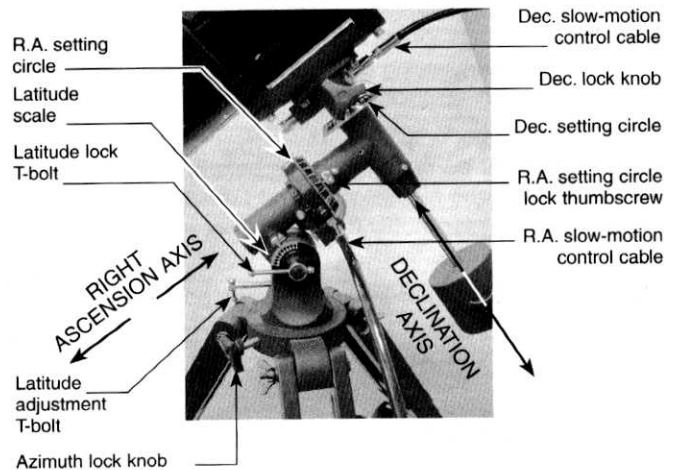 R.A. setting
circle
Latitude
scale
Latitude lock
T-bolt
RIGHT
ASCENSION AXIS
Latitude
adjustment
T-bolt
Azimuth lock knob
Dec. slow-motion
control cable
Dec. lock knob
Dec. setting circle
R.A. setting circle
lock thumbscrew
R.A. slow-motion
control cable
DECLINATION
AXIS